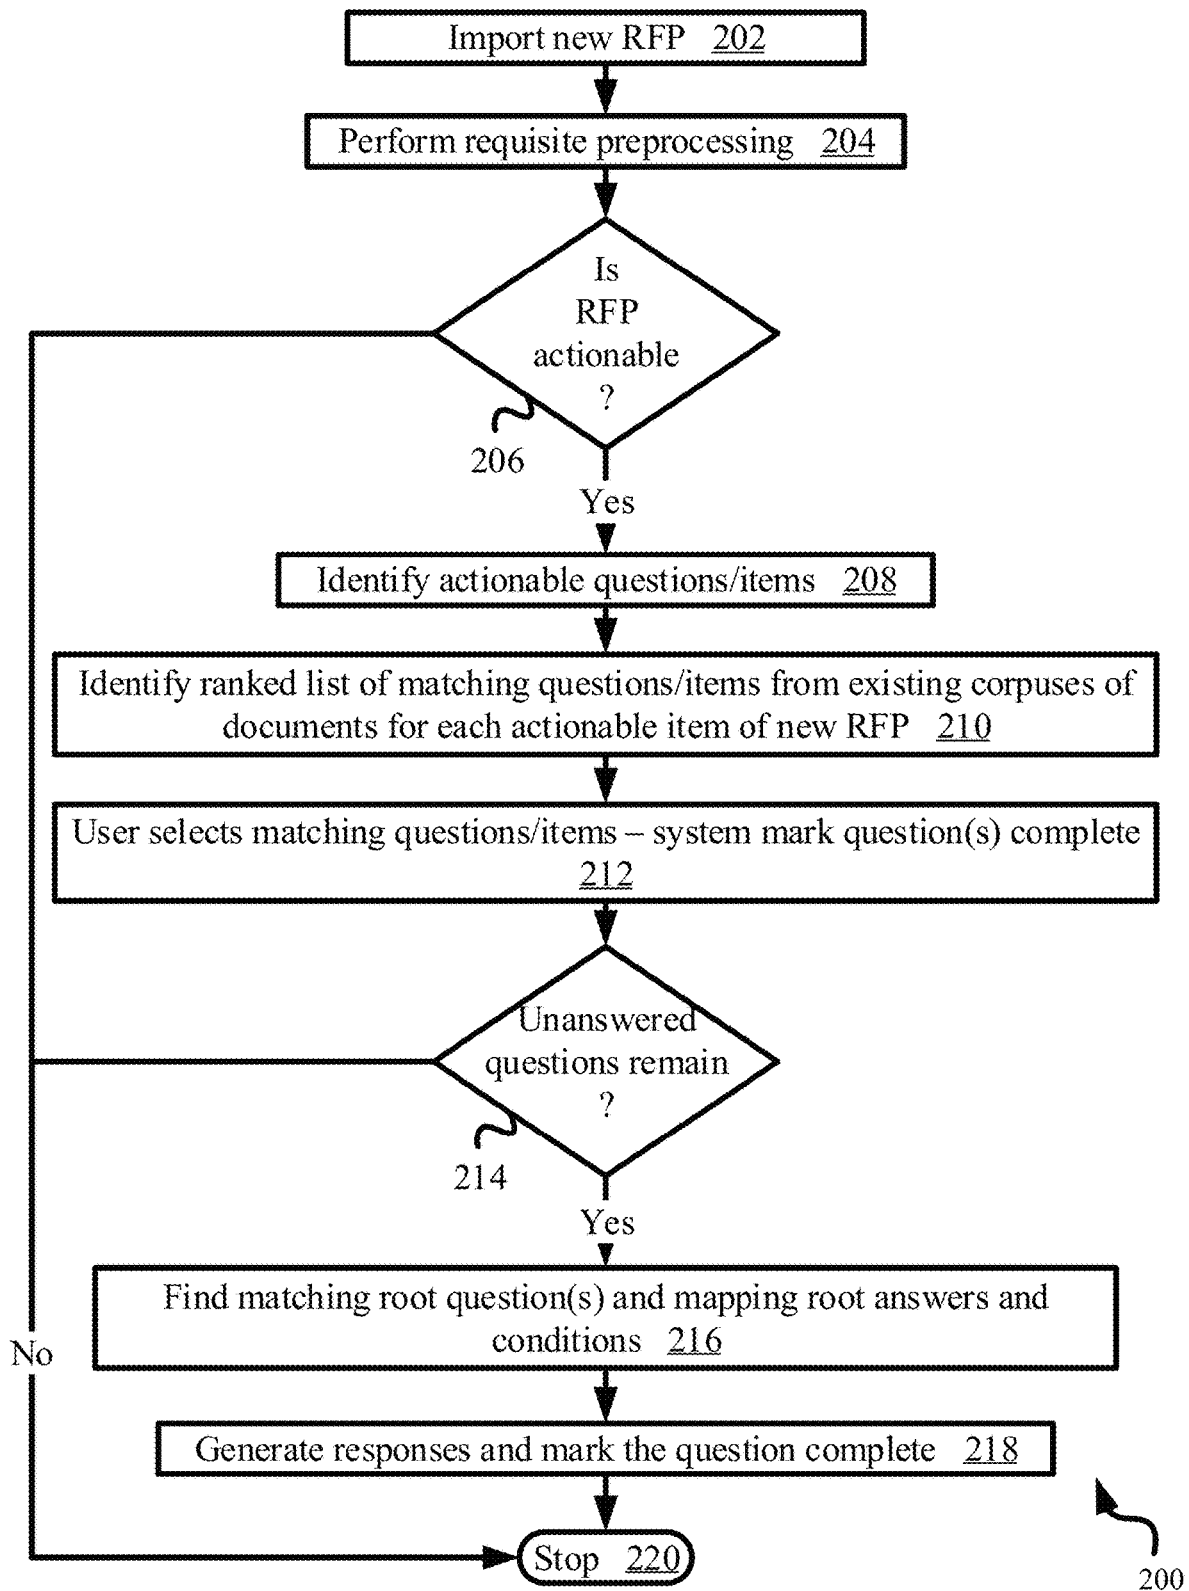 Import new RFP 202
Perform requisite preprocessing 204
Is
RFP
actionable
?
206
Yes
Identify actionable questions/items 208
Identify ranked list of matching questions/items from existing corpuses of
documents for each actionable item of new RFP 210
User selects matching questions/items – system mark question(s) complete
212
Unanswered
questions remain
?
214
Yes
Find matching root question(s) and mapping root answers and
conditions 216
No
Generate responses and mark the question complete 218
Stop 220
200